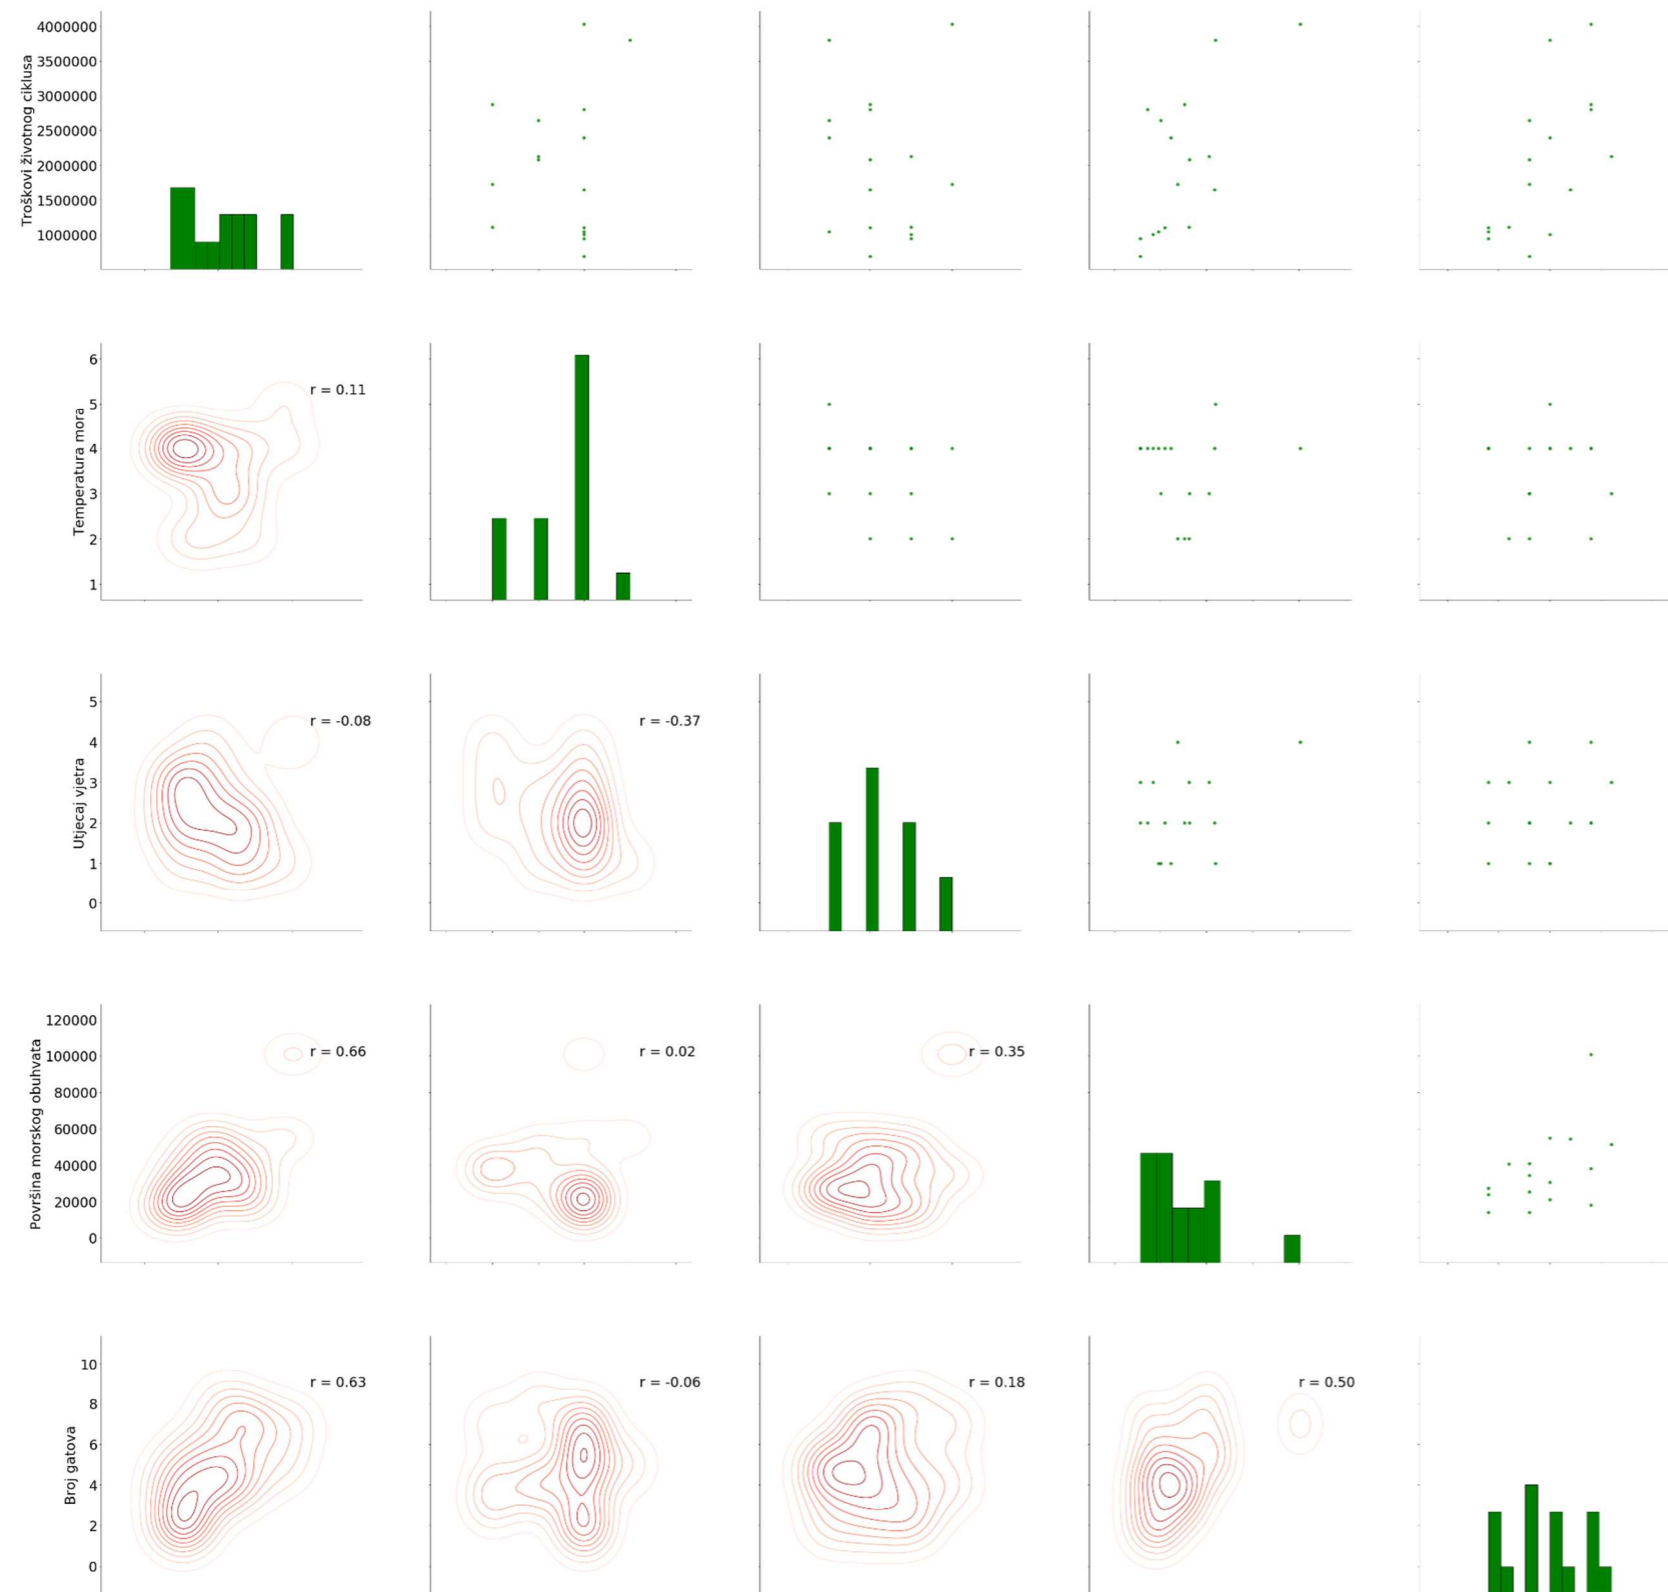 Troškovi životnog ciklusa
4000000
3500000
3000000
2500000
2000000
1500000
1000000
Temperatura mora
6
5
4
3
2
1
r = 0.11
Utjecaj vjetra
5
4
3
2
1
0
r = -0.08
r = -0.37
Površina morskog obuhvata
120000
100000
80000
60000
40000
20000
0
r = 0.66
r = 0.02
r = 0.35
Broj gatova
10
8
6
4
2
0
r = 0.63
r = -0.06
r = 0.18
r = 0.50